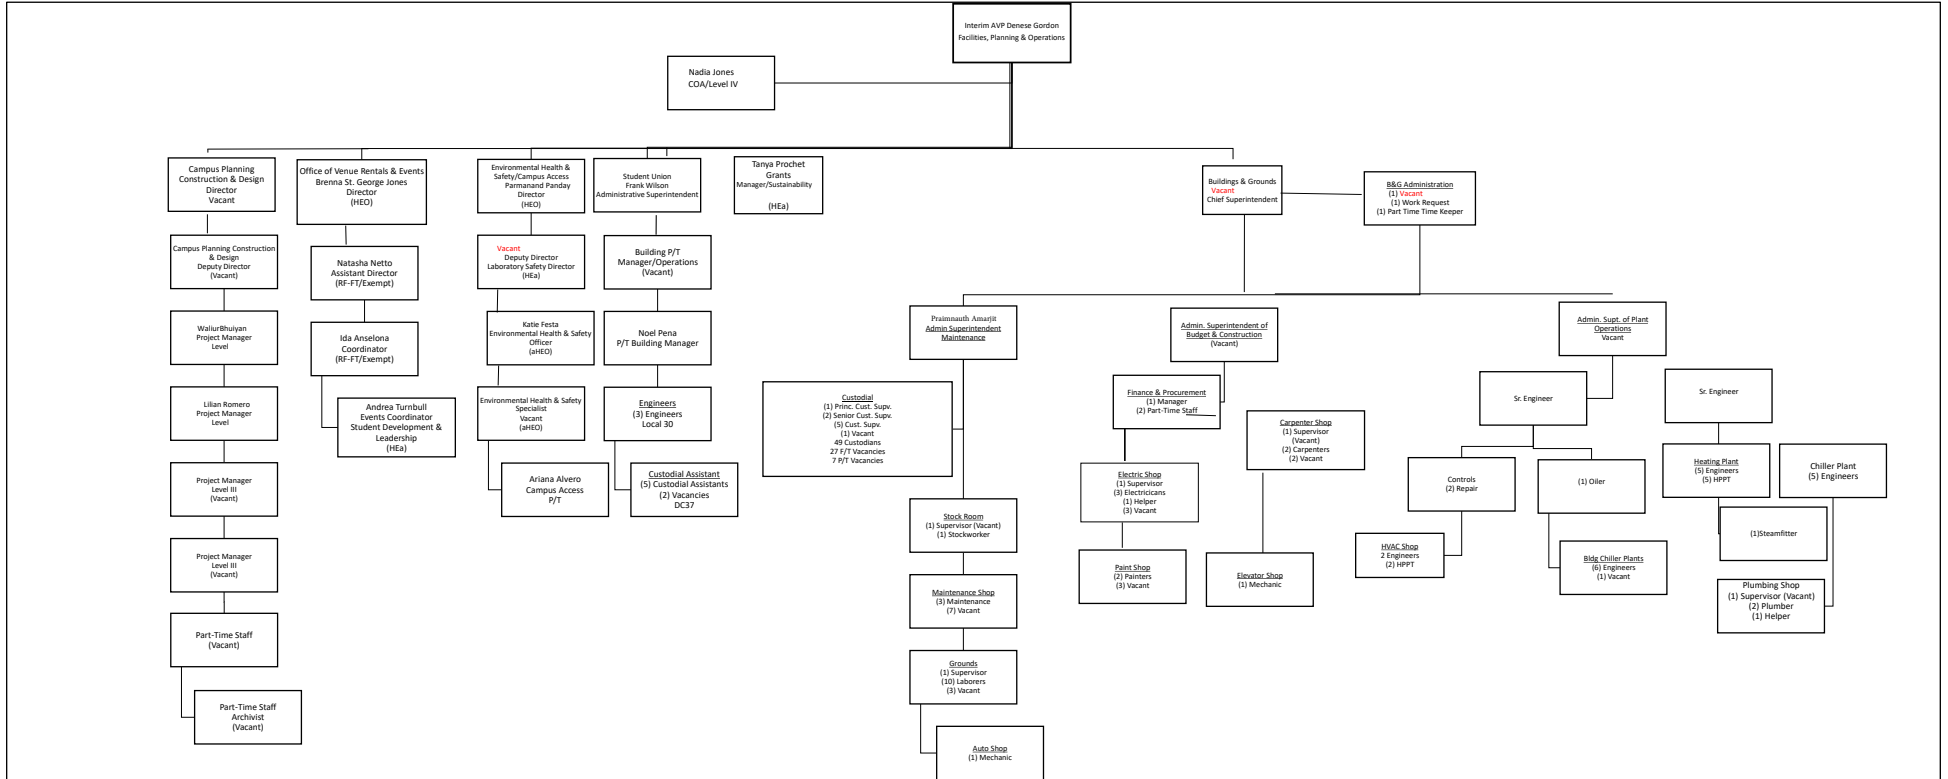 Interim AVP Denese Gordon
Facilities, Planning & Operations
Nadia Jones
COA/Level IV
Campus Planning
Construction & Design
Director
Vacant
Office of Venue Rentals & Events
Brenna St. George Jones
Director
(HEO)
Environmental Health &
Safety/Campus Access
Parmanand Panday
Director
(HEO)
Student Union
Frank Wilson
Administrative Superintendent
Tanya Prochet
Grants
Manager/Sustainability
(HEa)
Buildings & Grounds
Vacant
Chief Superintendent
B&G Administration
(1) Vacant
(1) Work Request
(1) Part Time Time Keeper
Campus Planning Construction
& Design
Deputy Director
(Vacant)
Natasha Netto
Assistant Director
(RF-FT/Exempt)
Vacant
Deputy Director
Laboratory Safety Director
(HEa)
Building P/T
Manager/Operations
(Vacant)
WaliurBhuiyan
Project Manager
Level
Ida Anselona
Coordinator
(RF-FT/Exempt)
Katie Festa
Environmental Health & Safety
Officer
(aHEO)
Noel Pena
P/T Building Manager
Praimnauth Amarjit
Admin Superintendent
Maintenance
Admin. Superintendent of
Budget & Construction
(Vacant)
Admin. Supt. of Plant
Operations
Vacant
Lilian Romero
Project Manager
Level
Andrea Turnbull
Events Coordinator
Student Development &
Leadership
(HEa)
Environmental Health & Safety
Specialist
Vacant
(aHEO)
Engineers
(3) Engineers
Local 30
Custodial
(1) Princ. Cust. Supv.
(2) Senior Cust. Supv.
(5) Cust. Supv.
(1) Vacant
49 Custodians
27 F/T Vacancies
7 P/T Vacancies
Finance & Procurement
(1) Manager
(2) Part-Time Staff
Carpenter Shop
(1) Supervisor
(Vacant)
(2) Carpenters
(2) Vacant
Sr. Engineer
Sr. Engineer
Project Manager
Level III
(Vacant)
Ariana Alvero
Campus Access
P/T
Custodial Assistant
(5) Custodial Assistants
(2) Vacancies
DC37
Stock Room
(1) Supervisor (Vacant)
(1) Stockworker
Electric Shop
(1) Supervisor
(3) Electricicans
(1) Helper
(3) Vacant
Controls
(2) Repair
(1) Oiler
Heating Plant
(5) Engineers
(5) HPPT
Chiller Plant
(5) Engineers
Project Manager
Level III
(Vacant)
Maintenance Shop
(3) Maintenance
(7) Vacant
Paint Shop
(2) Painters
(3) Vacant
Elevator Shop
(1) Mechanic
HVAC Shop
2 Engineers
(2) HPPT
Bldg Chiller Plants
(6) Engineers
(1) Vacant
(1)Steamfitter
Plumbing Shop
(1) Supervisor (Vacant)
(2) Plumber
(1) Helper
Part-Time Staff
(Vacant)
Grounds
(1) Supervisor
(10) Laborers
(3) Vacant
Part-Time Staff
Archivist
(Vacant)
Auto Shop
(1) Mechanic